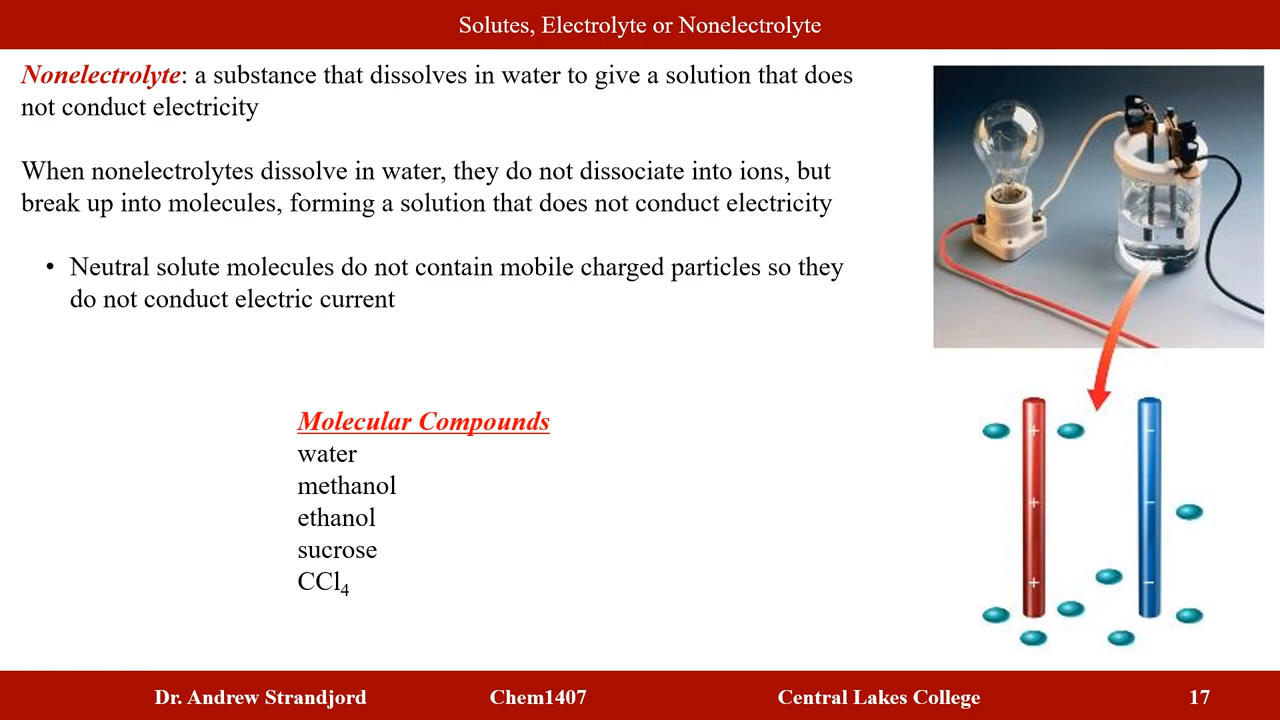 Solutes, Electrolyte or Nonelectrolyte
Nonelectrolyte: a substance that dissolves in water to give a solution that does
not conduct electricity
When nonelectrolytes dissolve in water, they do not dissociate into ions, but
break up into molecules, forming a solution that does not conduct electricity
• Neutral solute molecules do not contain mobile charged particles so they
do not conduct electric current
Molecular Compounds
water
methanol
ethanol
sucrose
CCl₄
+ −
+ −
+ −
Dr. Andrew Strandjord Chem1407 Central Lakes College 17